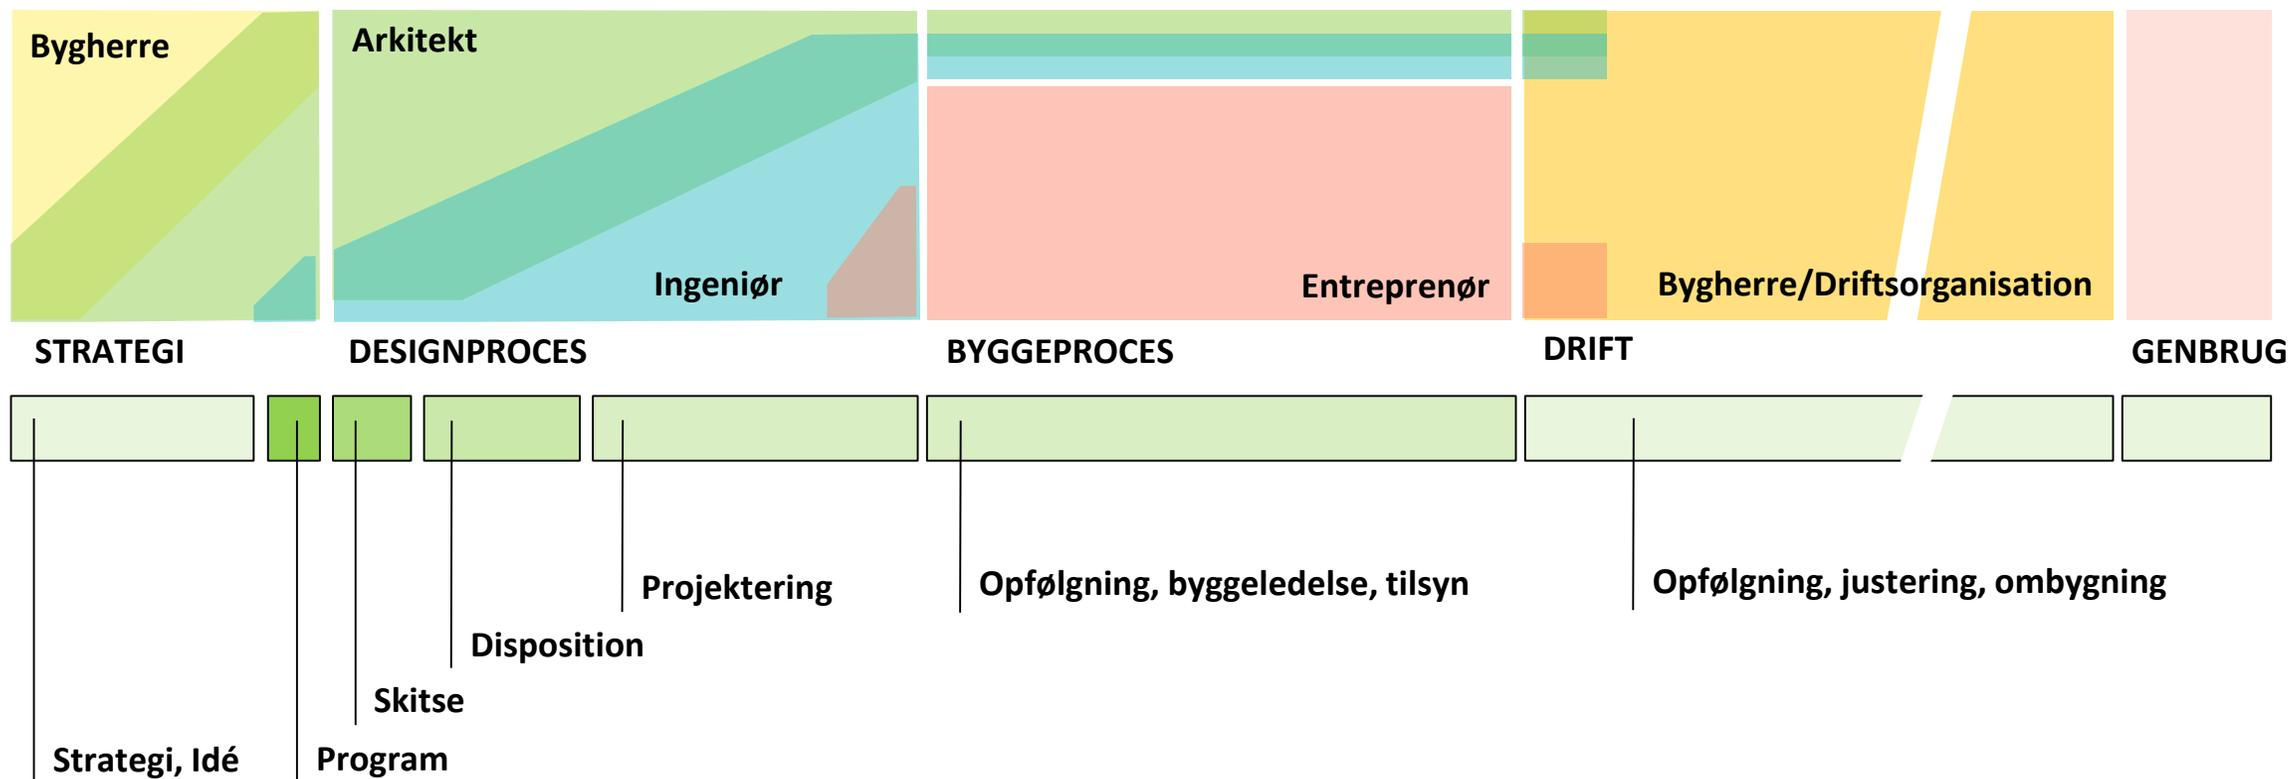 Bygherre
Arkitekt
Ingeniør
Entreprenør
Bygherre/Driftsorganisation
STRATEGI
DESIGNPROCES
BYGGEPROCES
DRIFT
GENBRUG
Projektering
Opfølgning, byggeledelse, tilsyn
Opfølgning, justering, ombygning
Disposition
Skitse
Strategi, Idé
Program